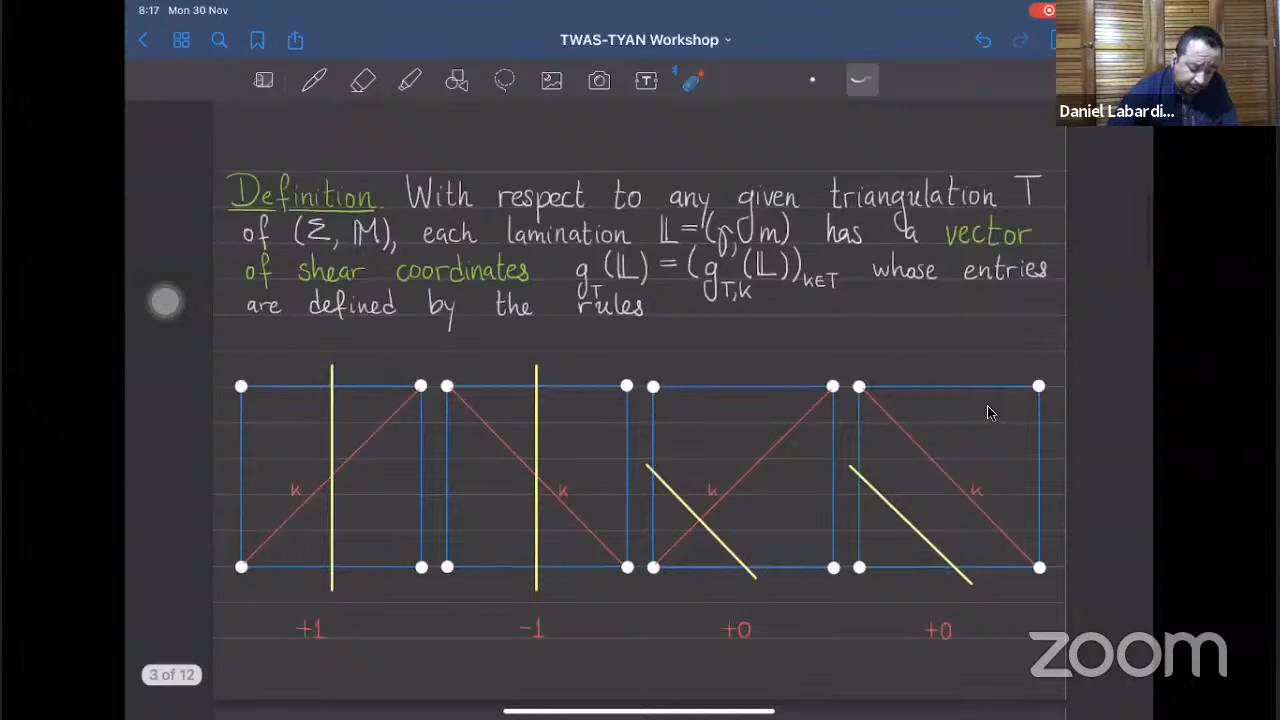 8:17 Mon 30 Nov
TWAS-TYAN Workshop
T
Daniel Labardi...
Definition. With respect to any given triangulation T
of (Σ, 𝕄), each lamination 𝕃=(γ,m) has a vector
of shear coordinates g_T(𝕃) = (g_{T,k}(𝕃))_{k∈T} whose entries
are defined by the rules
k k k k
+1 -1 +0 +0
3 of 12
zoom